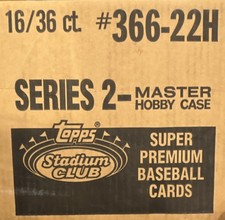 16/36 ct. #366-22H
SERIES 2- MASTER
HOBBY CASE
Topps
Stadium
CLUB
SUPER
PREMIUM
BASEBALL
CARDS